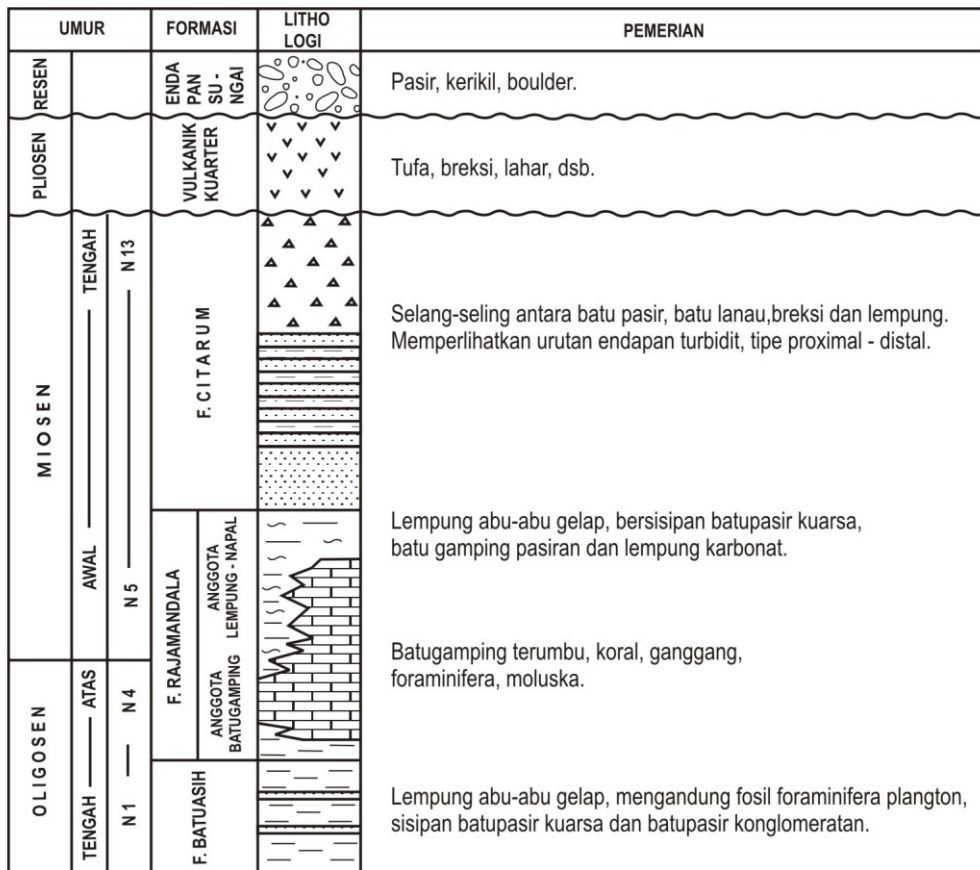 UMUR
FORMASI
LITHO
LOGI
PEMERIAN
RESEN
ENDA
PAN
SU -
NGAI
Pasir, kerikil, boulder.
PLIOSEN
VULKANIK
KUARTER
Tufa, breksi, lahar, dsb.
MIOSEN
TENGAH
AWAL
N 13
N 5
F. CITARUM
Selang-seling antara batu pasir, batu lanau,breksi dan lempung.
Memperlihatkan urutan endapan turbidit, tipe proximal - distal.
F. RAJAMANDALA
ANGGOTA
LEMPUNG - NAPAL
Lempung abu-abu gelap, bersisipan batupasir kuarsa,
batu gamping pasiran dan lempung karbonat.
ANGGOTA
BATUGAMPING
Batugamping terumbu, koral, ganggang,
foraminifera, moluska.
OLIGOSEN
ATAS
TENGAH
N 4
N 1
F. BATUASIH
Lempung abu-abu gelap, mengandung fosil foraminifera plangton,
sisipan batupasir kuarsa dan batupasir konglomeratan.